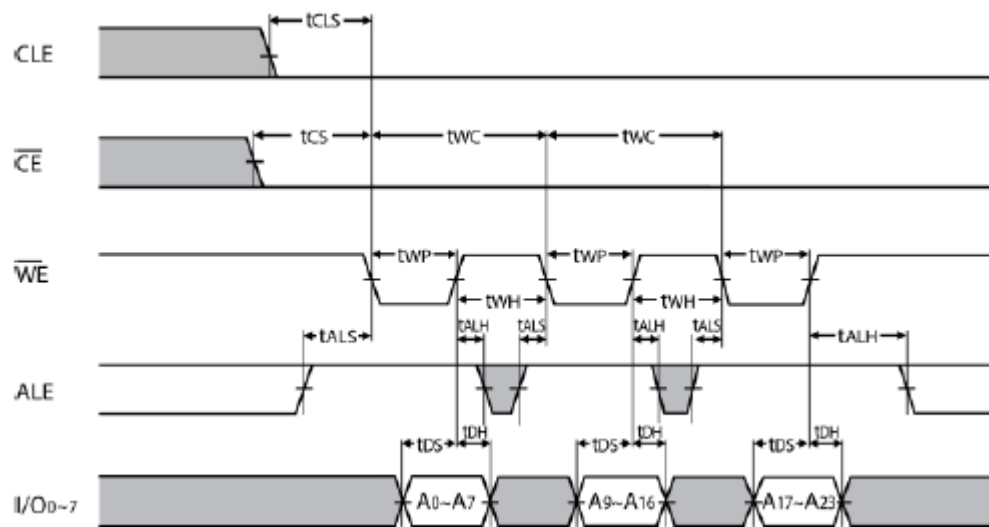 tCLS
CLE
tCS tWC tWC
CE
tWP tWP tWP
WE
tWH tWH
tALS tALH tALS tALH tALS tALH
ALE
tDS tDH tDS tDH tDS tDH
I/O0~7 A0~A7 A9~A16 A17~A23